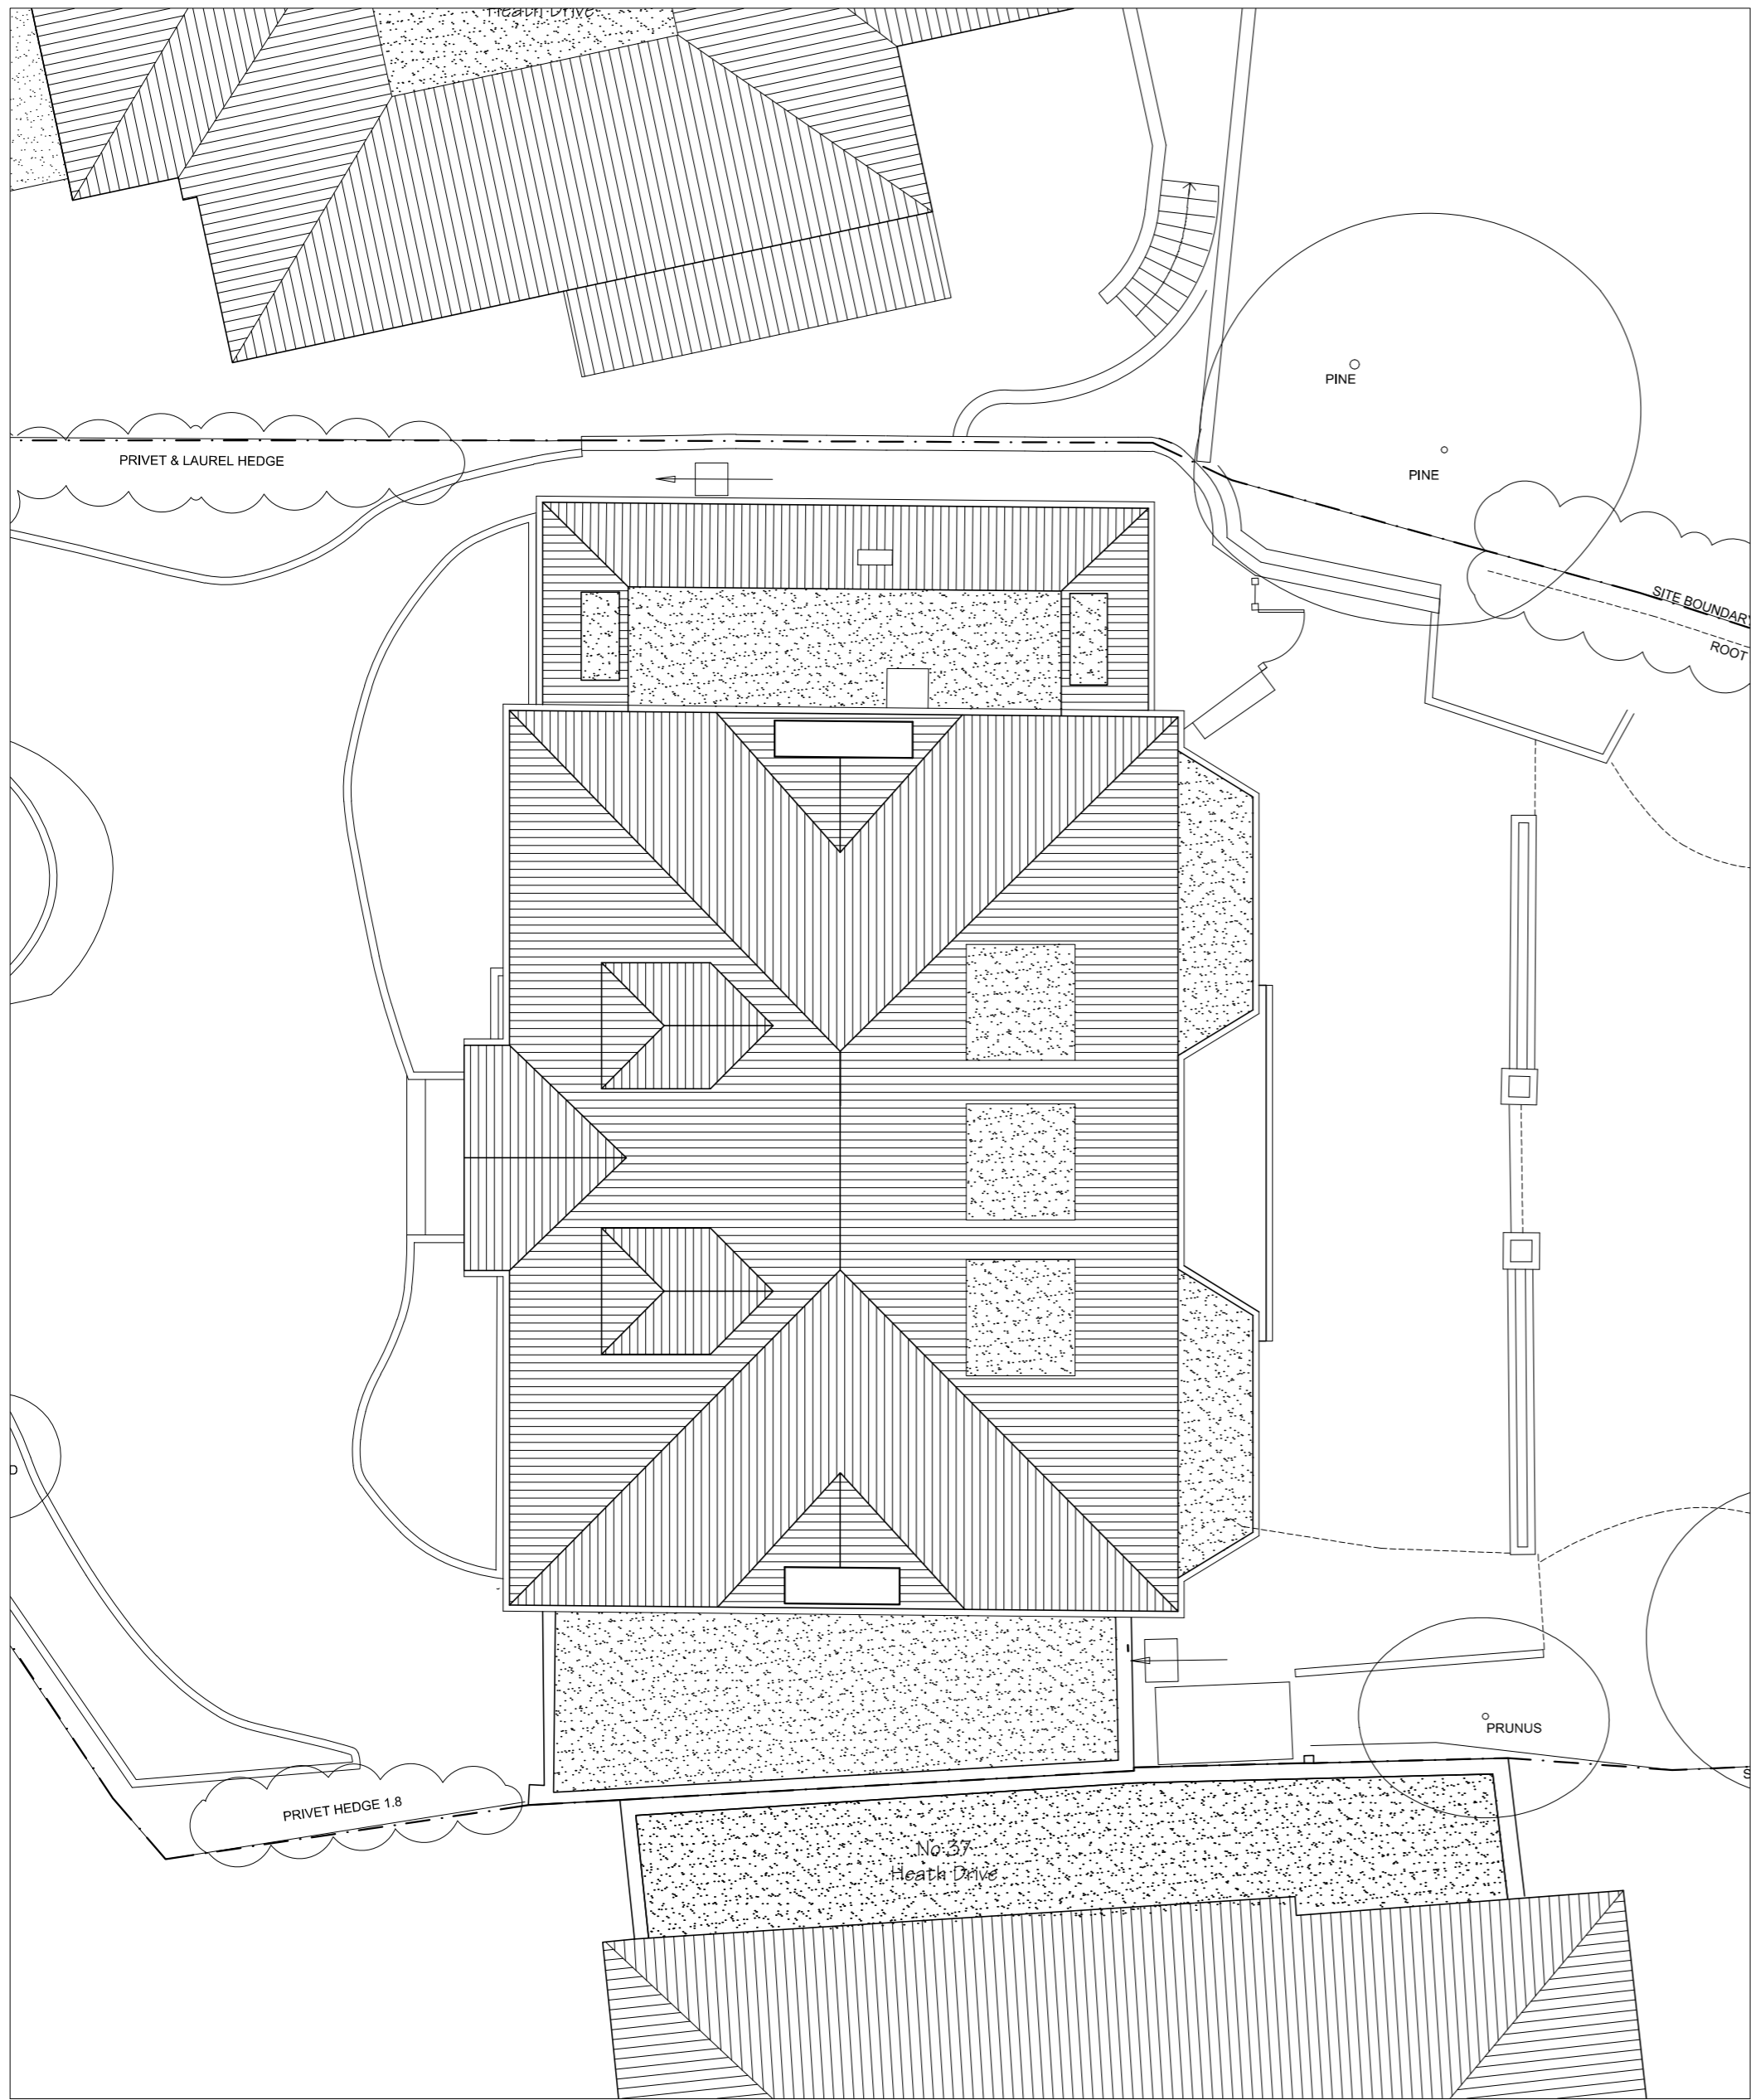 Heath Drive
PINE
PRIVET & LAUREL HEDGE
PINE
SITE BOUNDARY
ROOT
PRUNUS
PRIVET HEDGE 1.8
No.37
Heath Drive